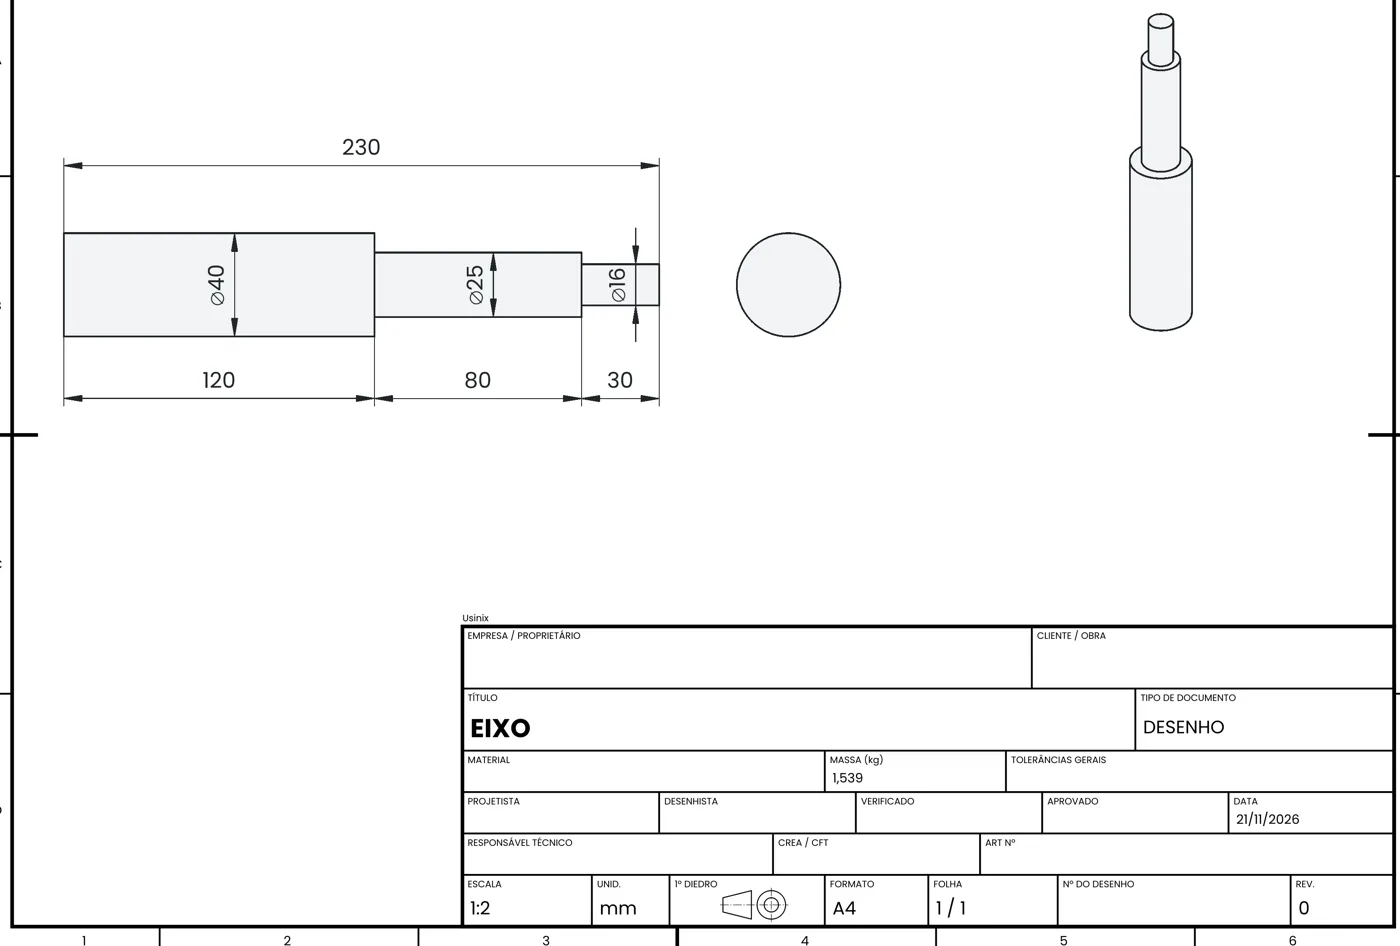 230
⌀40
⌀25
⌀16
120
80
30
Usinix
EMPRESA / PROPRIETÁRIO
CLIENTE / OBRA
TÍTULO
EIXO
TIPO DE DOCUMENTO
DESENHO
MATERIAL
MASSA (kg)
1,539
TOLERÂNCIAS GERAIS
PROJETISTA
DESENHISTA
VERIFICADO
APROVADO
DATA
21/11/2026
RESPONSÁVEL TÉCNICO
CREA / CFT
ART Nº
ESCALA
1:2
UNID.
mm
1º DIEDRO
FORMATO
A4
FOLHA
1 / 1
Nº DO DESENHO
REV.
0
1
2
3
4
5
6